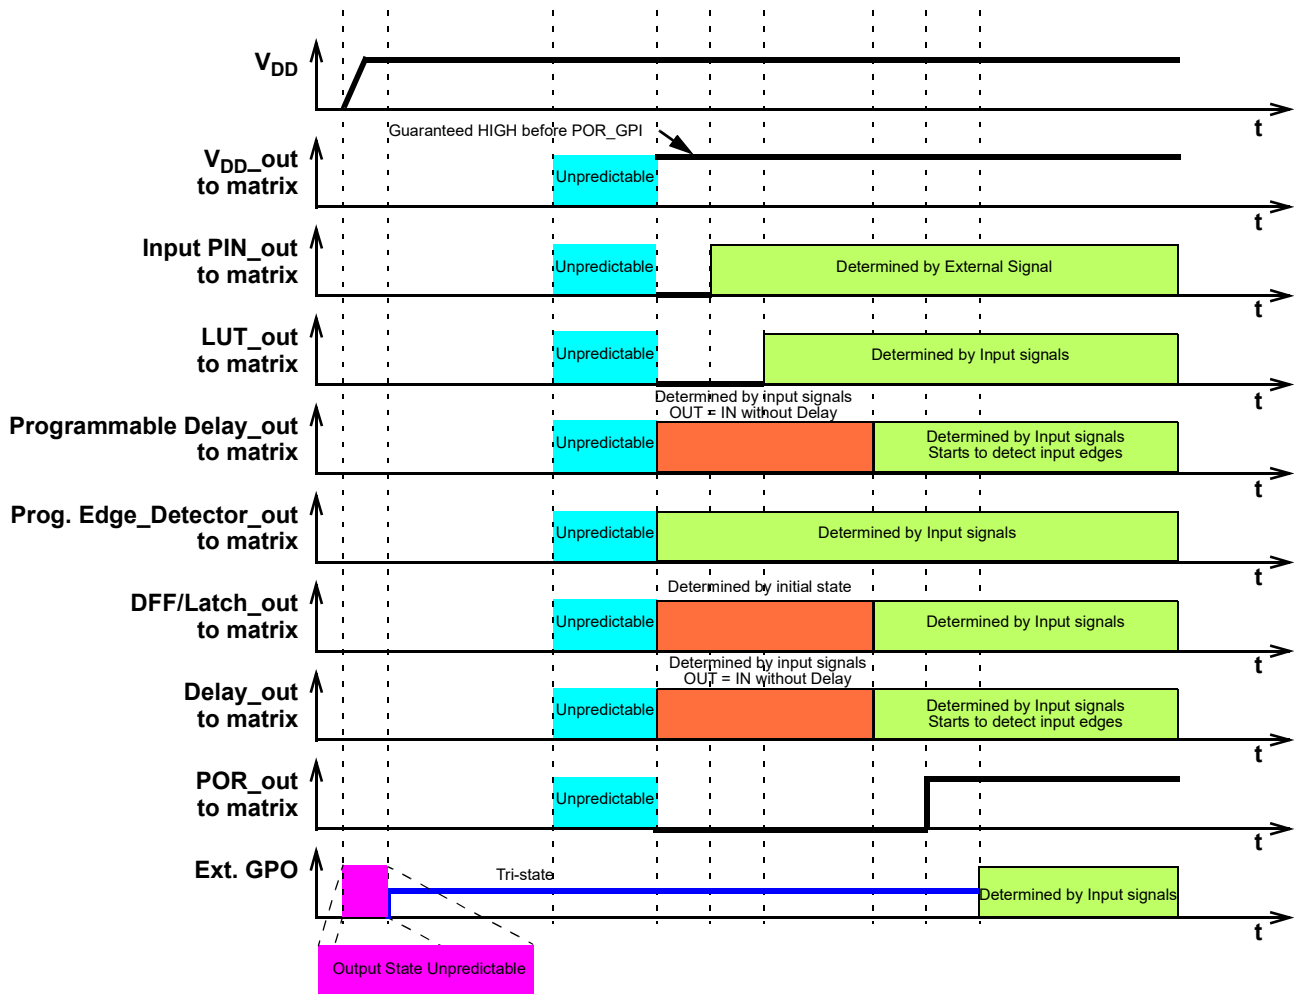 VDD
t
Guaranteed HIGH before POR_GPI
VDD_out
to matrix
Unpredictable
t
Input PIN_out
to matrix
Unpredictable
Determined by External Signal
t
LUT_out
to matrix
Unpredictable
Determined by Input signals
t
Determined by input signals
OUT = IN without Delay
Programmable Delay_out
to matrix
Unpredictable
Determined by Input signals
Starts to detect input edges
t
Prog. Edge_Detector_out
to matrix
Unpredictable
Determined by Input signals
t
Determined by initial state
DFF/Latch_out
to matrix
Unpredictable
Determined by Input signals
t
Determined by input signals
OUT = IN without Delay
Delay_out
to matrix
Unpredictable
Determined by Input signals
Starts to detect input edges
t
POR_out
to matrix
Unpredictable
t
Ext. GPO
Tri-state
Determined by Input signals
t
Output State Unpredictable